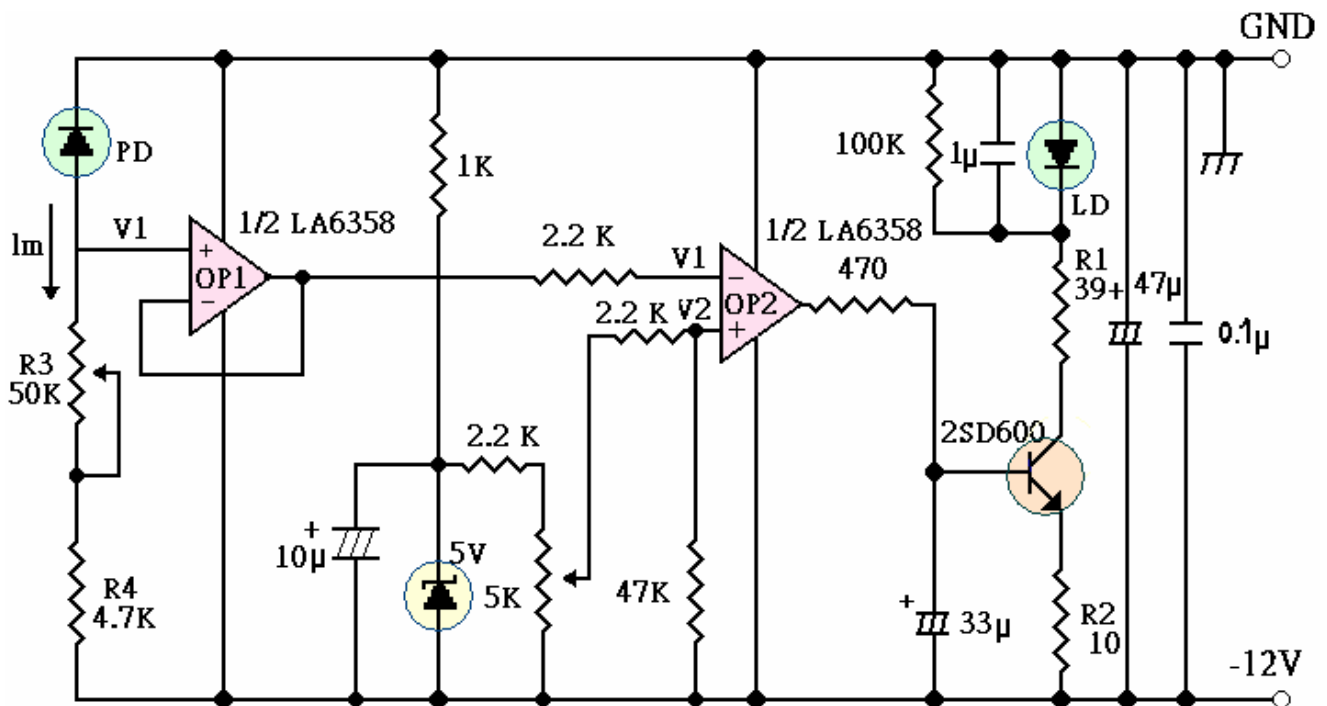 GND
PD
1K
100K
1µ
LD
Im
V1
1/2 LA6358
+
OP1
−
2.2 K
V1
1/2 LA6358
470
−
OP2
+
2.2 K
V2
R1
39
+
47µ
0.1µ
R3
50K
2.2 K
2SD600
+
10µ
5V
5K
47K
R4
4.7K
+
33µ
R2
10
-12V